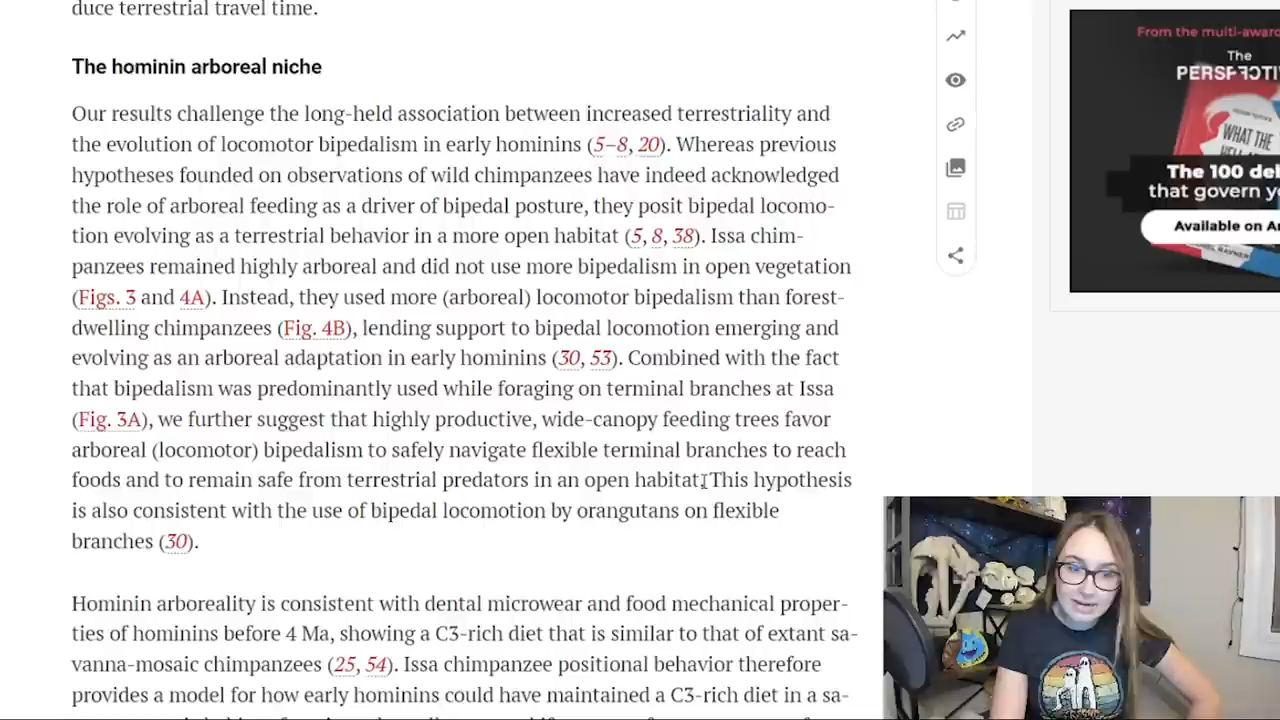 duce terrestrial travel time.
The hominin arboreal niche
Our results challenge the long-held association between increased terrestriality and
the evolution of locomotor bipedalism in early hominins (5–8, 20). Whereas previous
hypotheses founded on observations of wild chimpanzees have indeed acknowledged
the role of arboreal feeding as a driver of bipedal posture, they posit bipedal locomo-
tion evolving as a terrestrial behavior in a more open habitat (5, 8, 38). Issa chim-
panzees remained highly arboreal and did not use more bipedalism in open vegetation
(Figs. 3 and 4A). Instead, they used more (arboreal) locomotor bipedalism than forest-
dwelling chimpanzees (Fig. 4B), lending support to bipedal locomotion emerging and
evolving as an arboreal adaptation in early hominins (30, 53). Combined with the fact
that bipedalism was predominantly used while foraging on terminal branches at Issa
(Fig. 3A), we further suggest that highly productive, wide-canopy feeding trees favor
arboreal (locomotor) bipedalism to safely navigate flexible terminal branches to reach
foods and to remain safe from terrestrial predators in an open habitat. This hypothesis
is also consistent with the use of bipedal locomotion by orangutans on flexible
branches (30).
Hominin arboreality is consistent with dental microwear and food mechanical proper-
ties of hominins before 4 Ma, showing a C3-rich diet that is similar to that of extant sa-
vanna-mosaic chimpanzees (25, 54). Issa chimpanzee positional behavior therefore
provides a model for how early hominins could have maintained a C3-rich diet in a sa-
From the multi-awar
The
WHAT THE
The 100 del
that govern y
Available on A